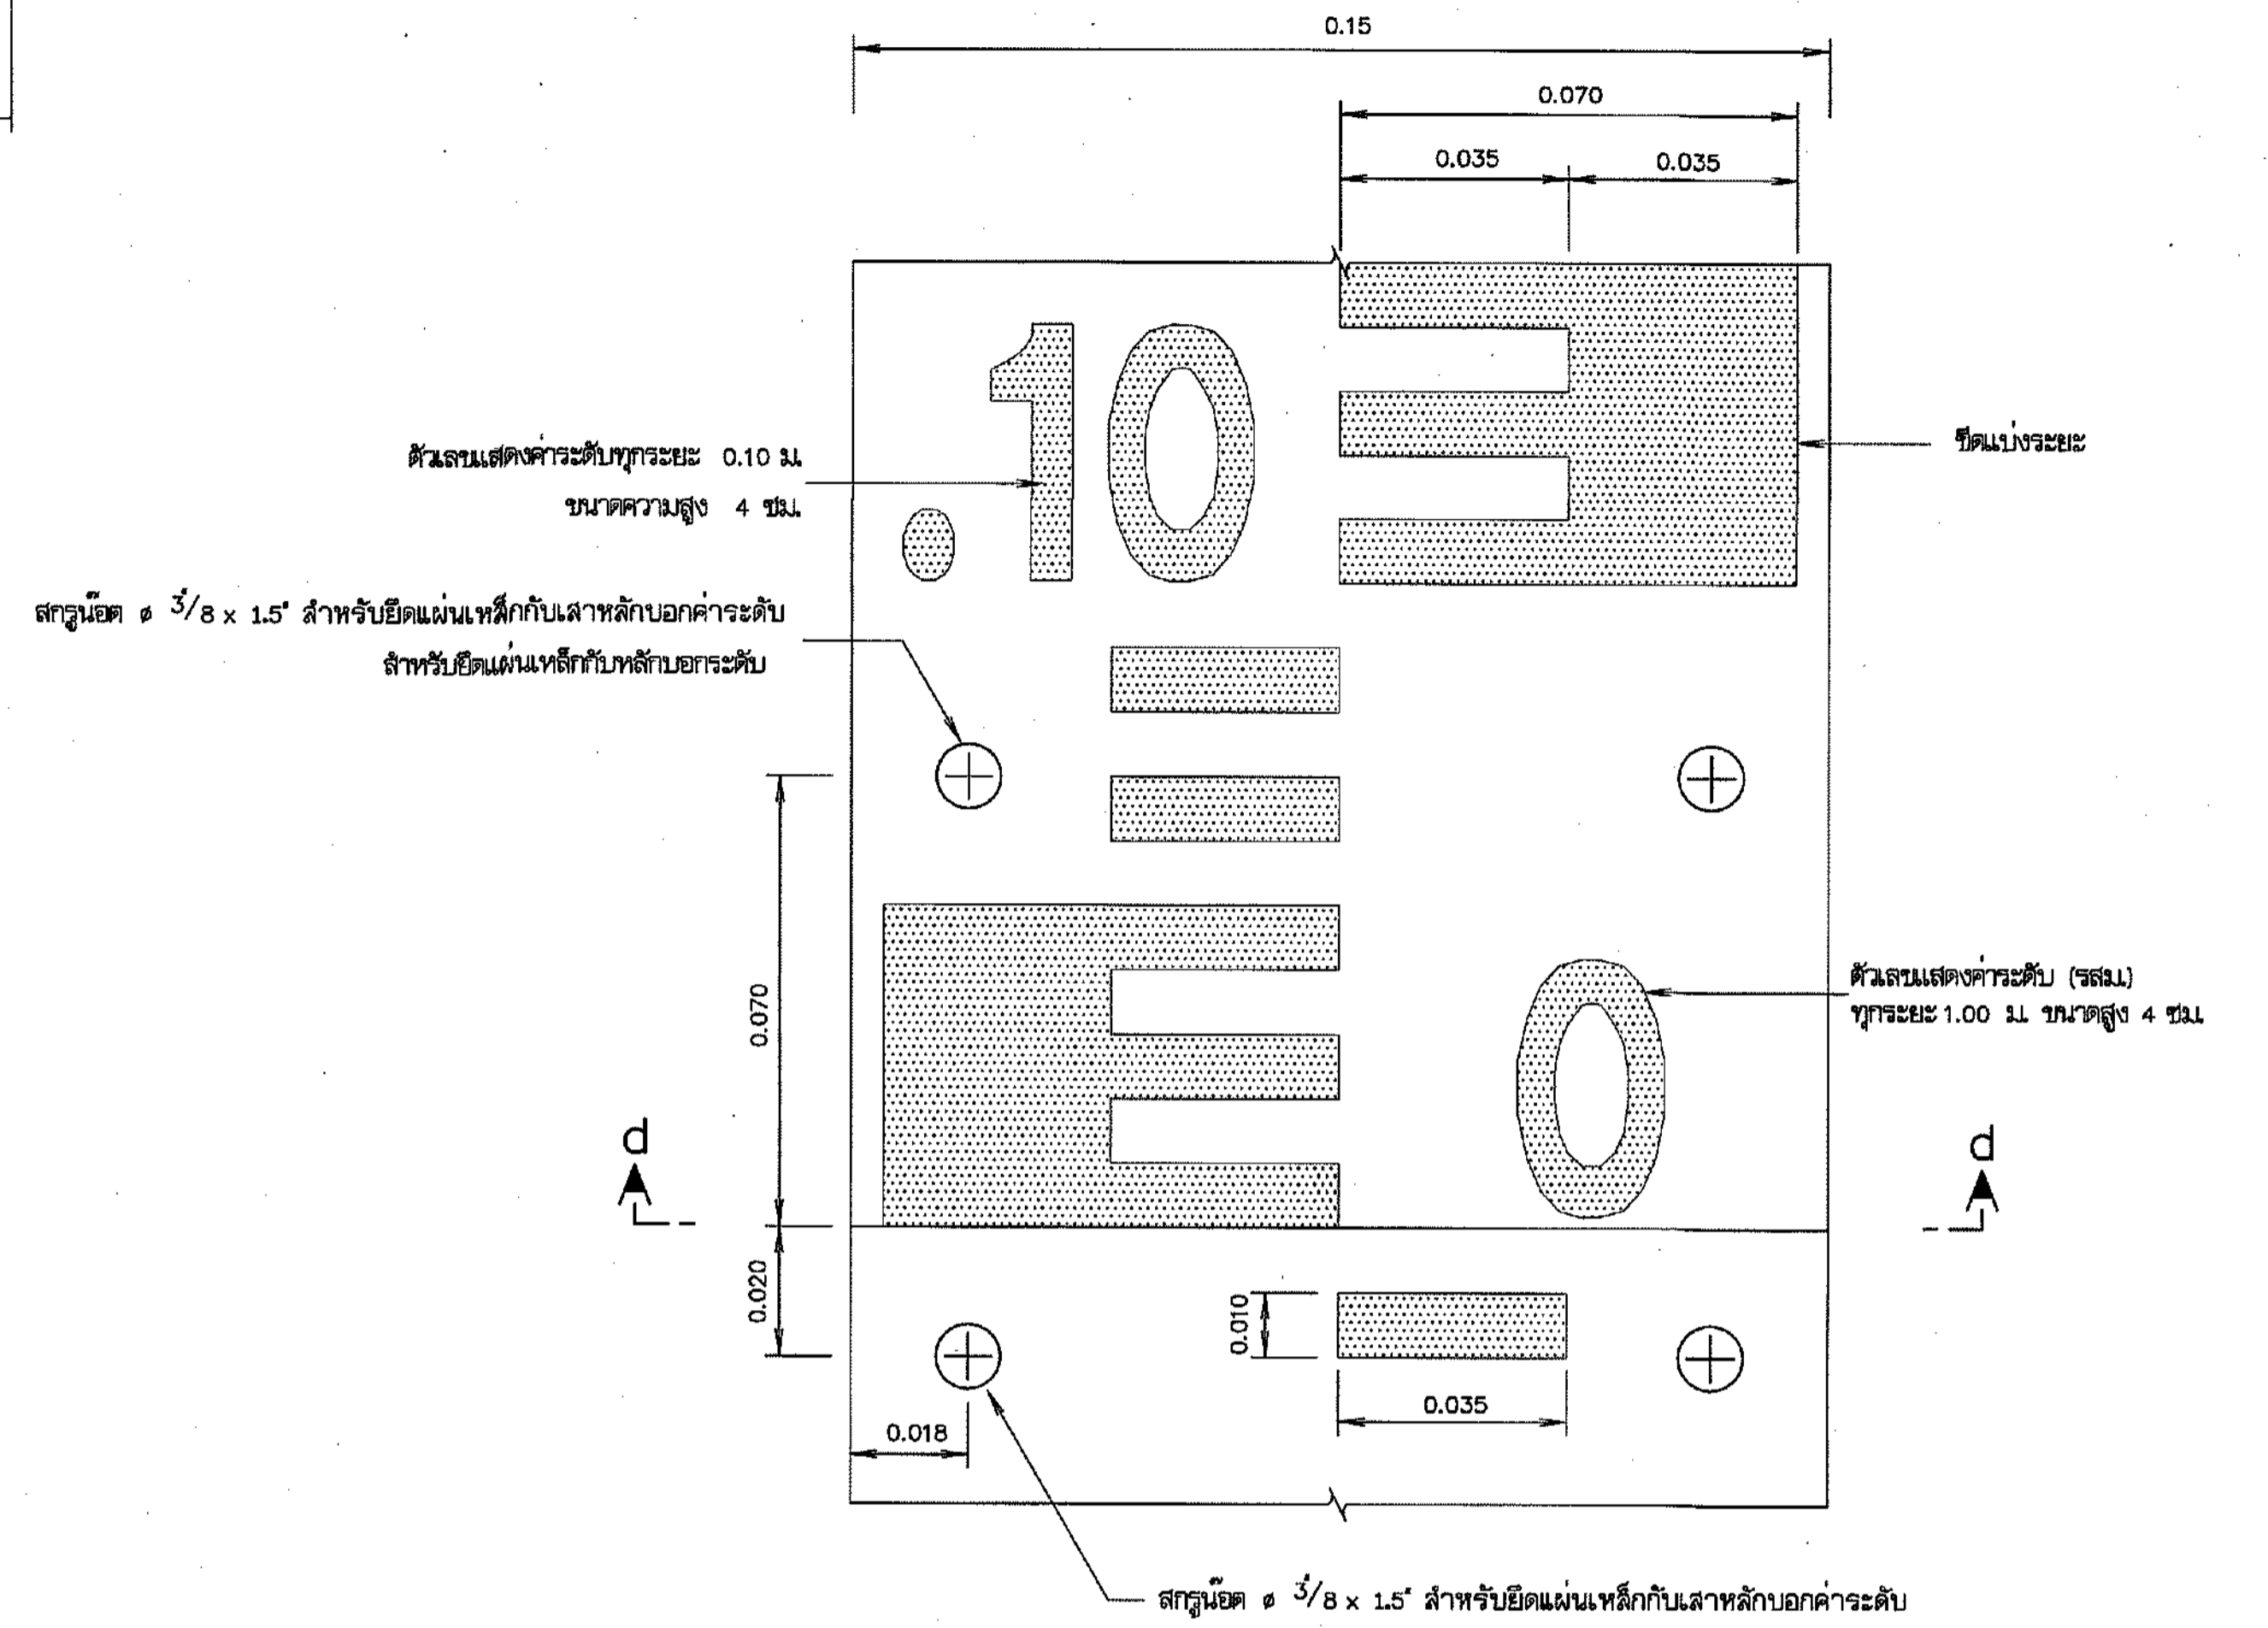 0.15
0.070
0.035 0.035
.10
ขีดแบ่งระยะ
ตัวเลขแสดงค่าระดับทุกระยะ 0.10 ม.
ขนาดความสูง 4 ซม.
สกรูน๊อต ø 3"/8 x 1.5" สำหรับยึดแผ่นเหล็กกับเสาหลักบอกค่าระดับ
สำหรับยึดแผ่นเหล็กกับหลักบอกระดับ
0.070
0
ตัวเลขแสดงค่าระดับ (รสม.)
ทุกระยะ 1.00 ม. ขนาดสูง 4 ซม.
d d
0.020
0.010
0.035
0.018
สกรูน๊อต ø 3"/8 x 1.5" สำหรับยึดแผ่นเหล็กกับเสาหลักบอกค่าระดับ